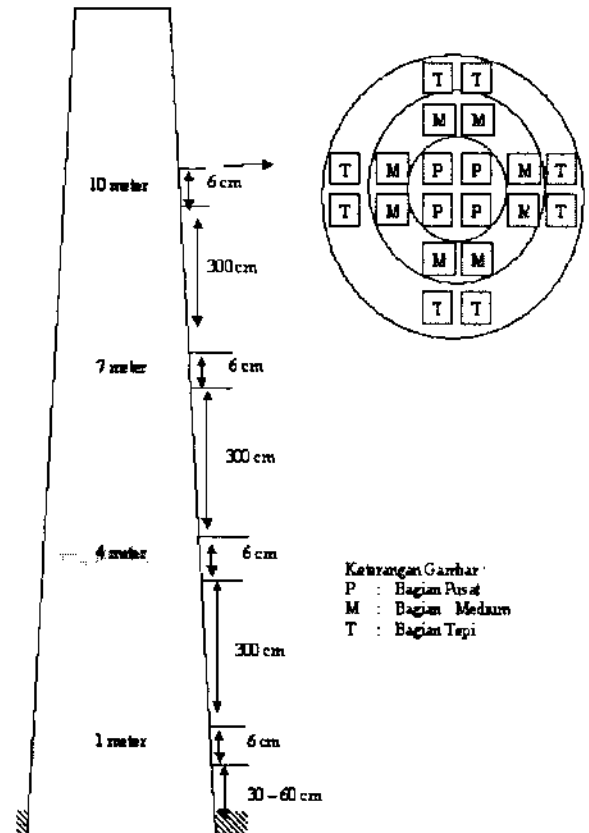 T T
M M
T M P P M T
10 meter
6 cm
T M P P M T
300 cm
M M
T T
7 meter
6 cm
300 cm
4 meter
6 cm
Keterangan Gambar :
P : Bagian Pusat
M : Bagian Medium
T : Bagian Tepi
300 cm
1 meter
6 cm
30 – 60 cm